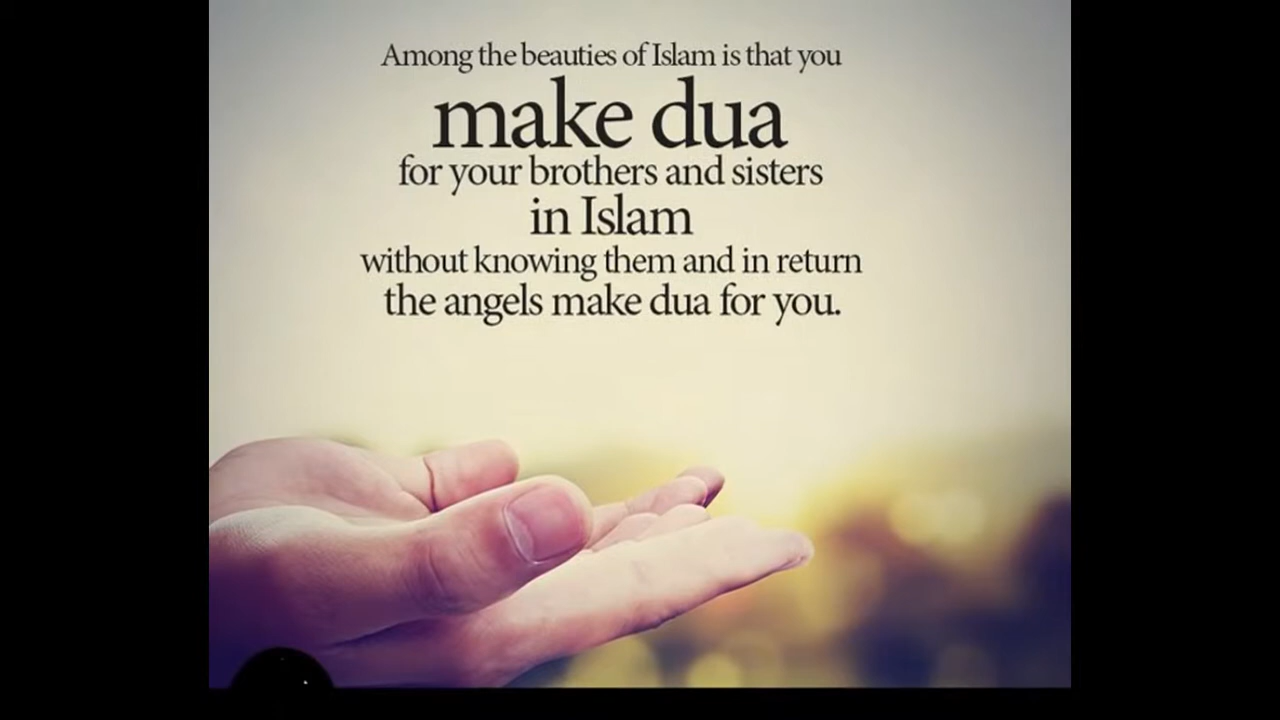 Among the beauties of Islam is that you
make dua
for your brothers and sisters
in Islam
without knowing them and in return
the angels make dua for you.